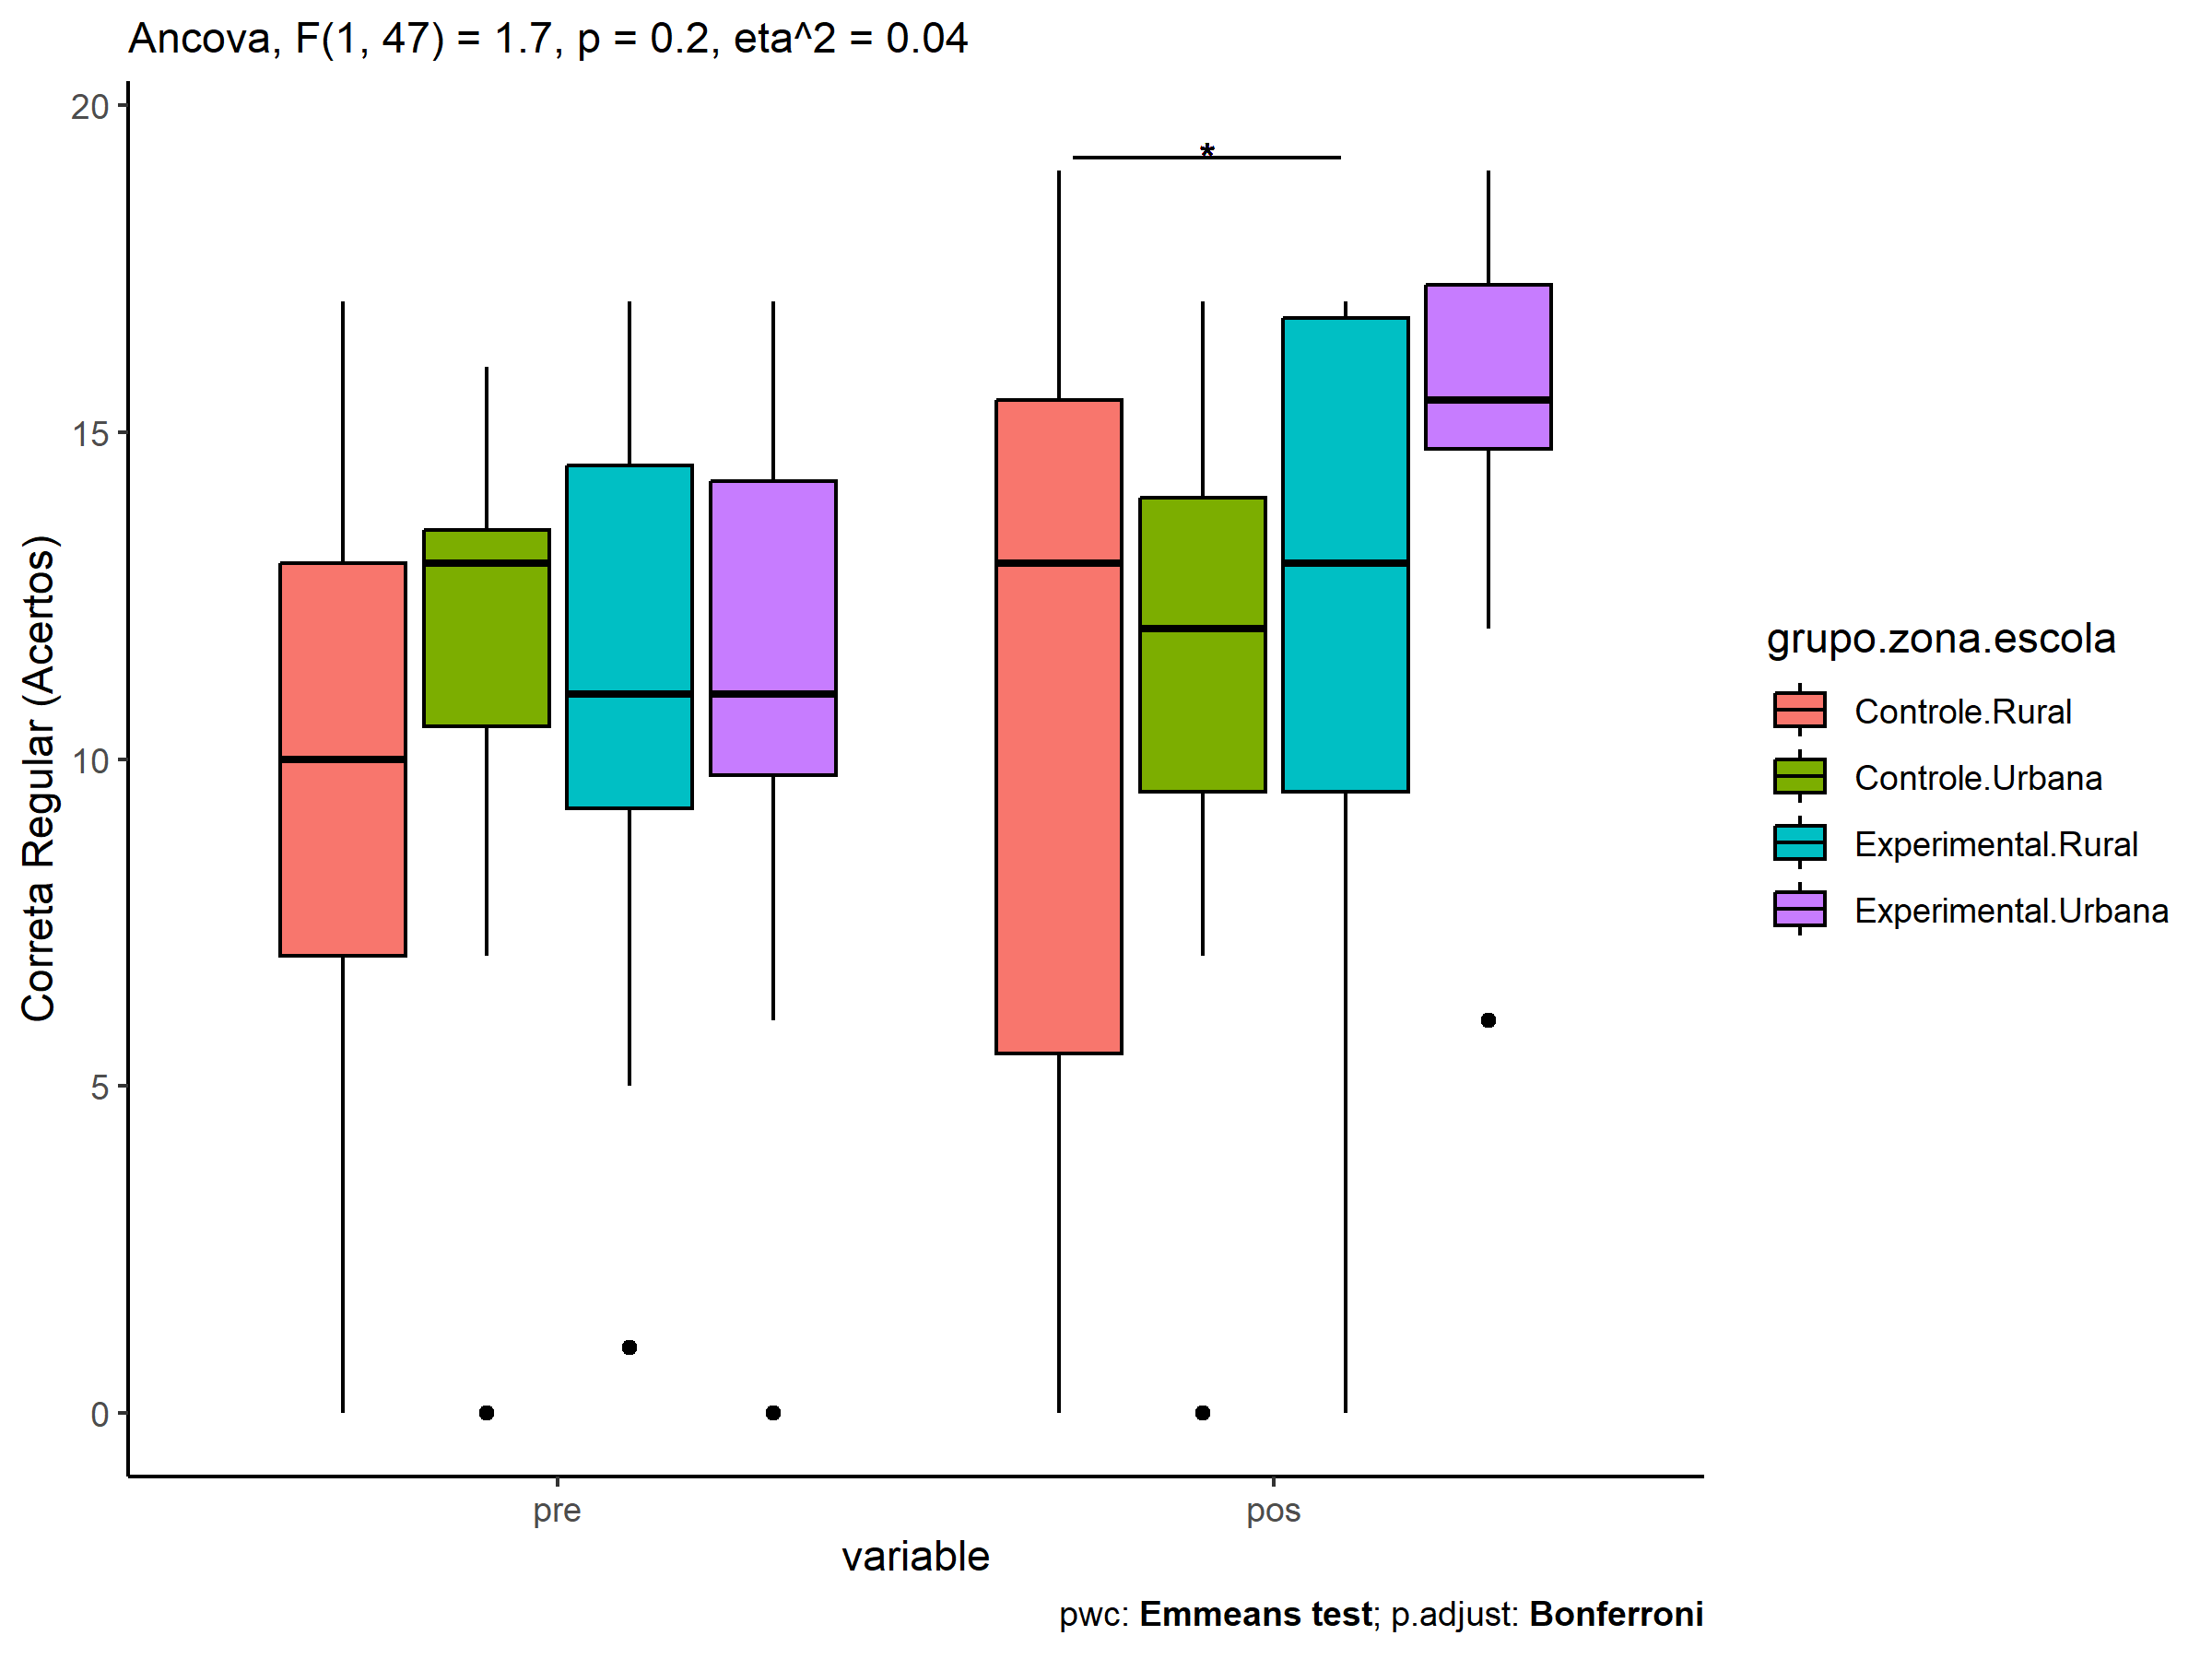 Ancova, F(1, 47) = 1.7, p = 0.2, eta^2 = 0.04
Correta Regular (Acertos)
20
15
10
5
0
*
pre
pos
variable
grupo.zona.escola
Controle.Rural
Controle.Urbana
Experimental.Rural
Experimental.Urbana
pwc: Emmeans test; p.adjust: Bonferroni